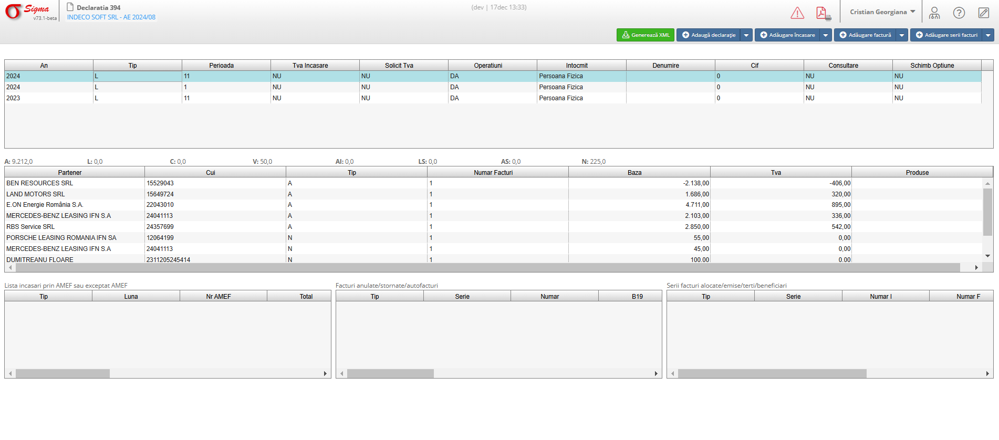 σ Sigma
v73.1-beta
Declaratia 394
INDECO SOFT SRL - AE 2024/08
(dev | 17dec 13:33)
Cristian Georgiana
Generează XML
Adaugă declarație
Adăugare încasare
Adăugare factură
Adăugare serii facturi
An Tip Perioada Tva Incasare Solicit Tva Operatiuni Intocmit Denumire Cif Consultare Schimb Optiune
2024 L 11 NU NU DA Persoana Fizica 0 NU NU
2024 L 1 NU NU DA Persoana Fizica 0 NU NU
2023 L 11 NU NU DA Persoana Fizica 0 NU NU
A: 9.212,0 L: 0,0 C: 0,0 V: 50,0 AI: 0,0 LS: 0,0 AS: 0,0 N: 225,0
Partener Cui Tip Numar Facturi Baza Tva Produse
BEN RESOURCES SRL 15529043 A 1 -2.138,00 -406,00
LAND MOTORS SRL 15649724 A 1 1.686,00 320,00
E.ON Energie România S.A. 22043010 A 1 4.711,00 895,00
MERCEDES-BENZ LEASING IFN S.A 24041113 A 1 2.103,00 336,00
RBS Service SRL 24357699 A 1 2.850,00 542,00
PORSCHE LEASING ROMANIA IFN SA 12064199 N 1 55,00 0,00
MERCEDES-BENZ LEASING IFN S.A 24041113 N 1 45,00 0,00
DUMITREANU FLOARE 2311205245414 N 1 100,00 0,00
Lista incasari prin AMEF sau exceptat AMEF
Tip Luna Nr AMEF Total
Facturi anulate/stornate/autofacturi
Tip Serie Numar B19
Serii facturi alocate/emise/terti/beneficiari
Tip Serie Numar I Numar F